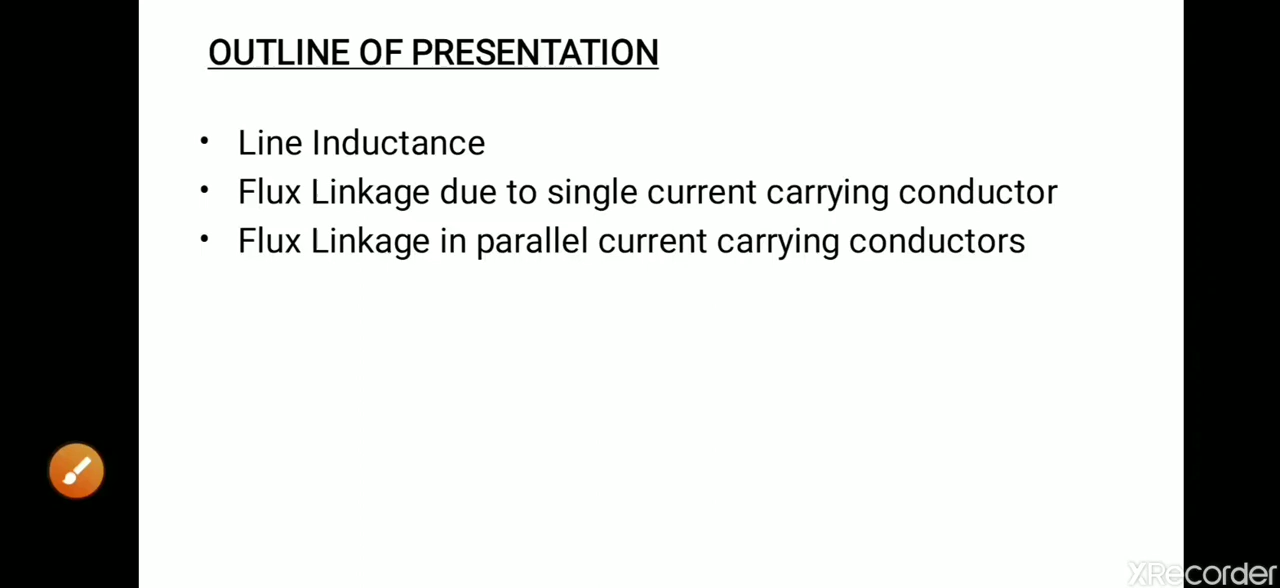 OUTLINE OF PRESENTATION
• Line Inductance
• Flux Linkage due to single current carrying conductor
• Flux Linkage in parallel current carrying conductors
XRecorder